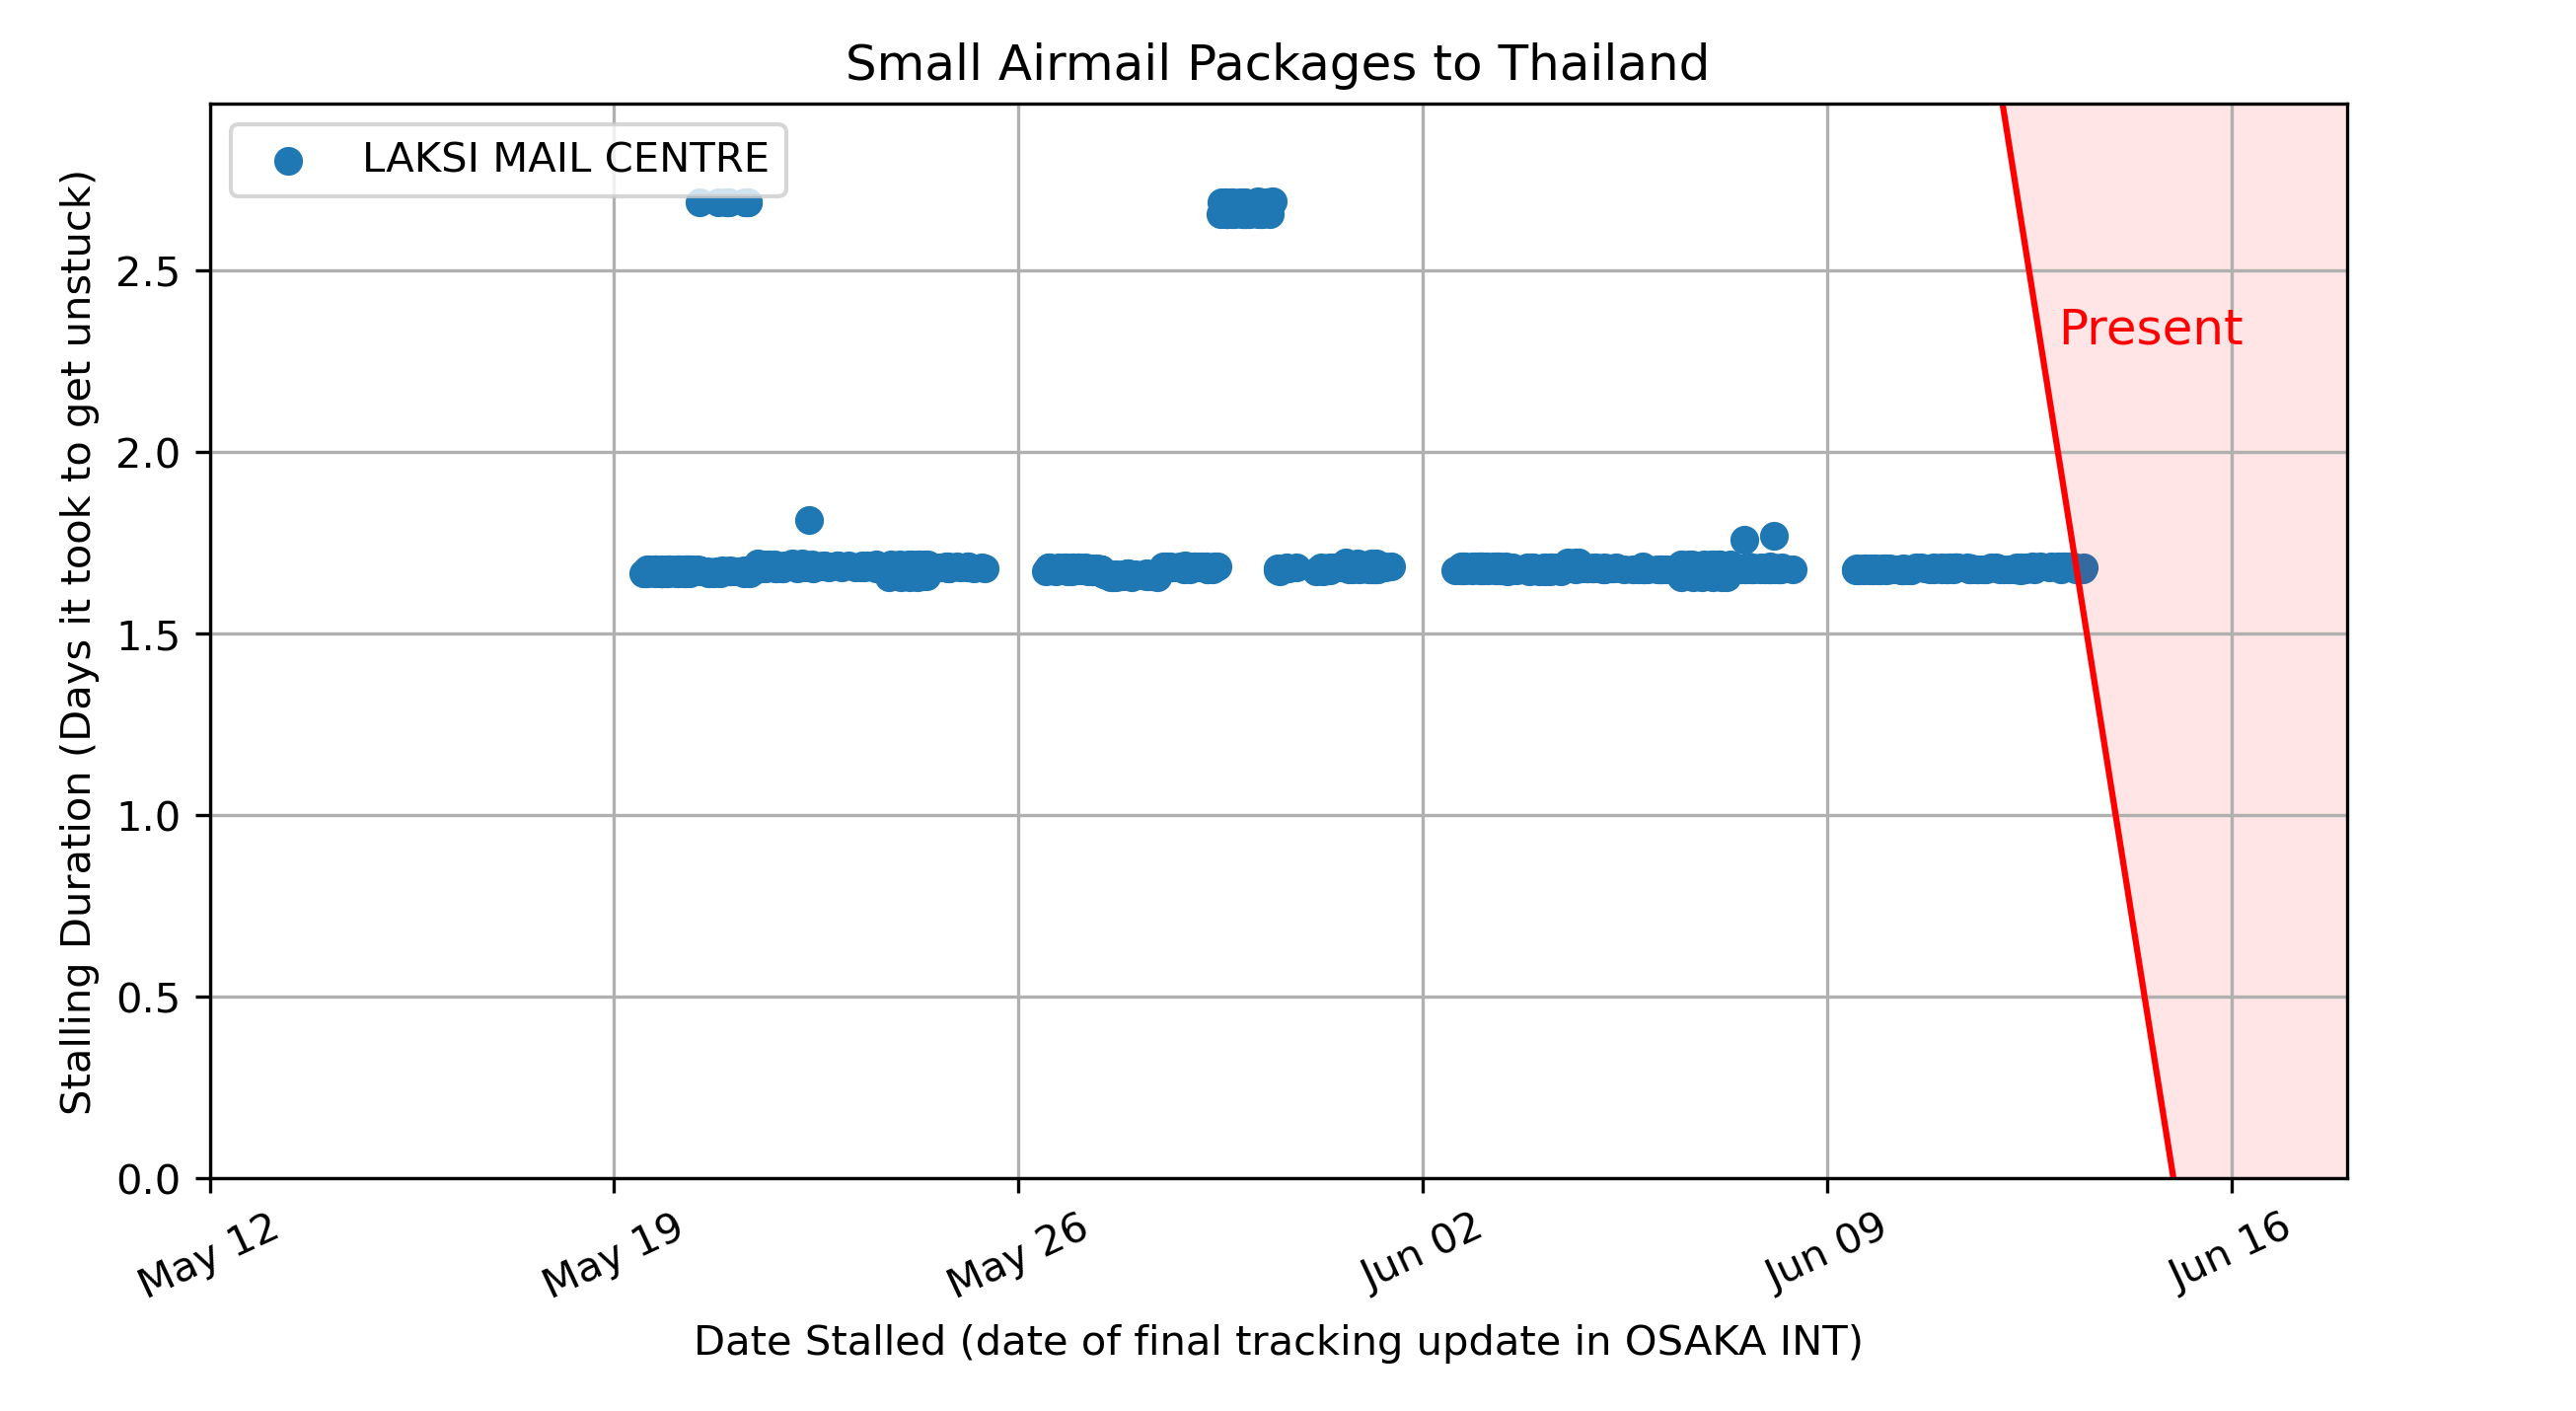 Small Airmail Packages to Thailand
LAKSI MAIL CENTRE
Present
Stalling Duration (Days it took to get unstuck)
2.5
2.0
1.5
1.0
0.5
0.0
May 12
May 19
May 26
Jun 02
Jun 09
Jun 16
Date Stalled (date of final tracking update in OSAKA INT)